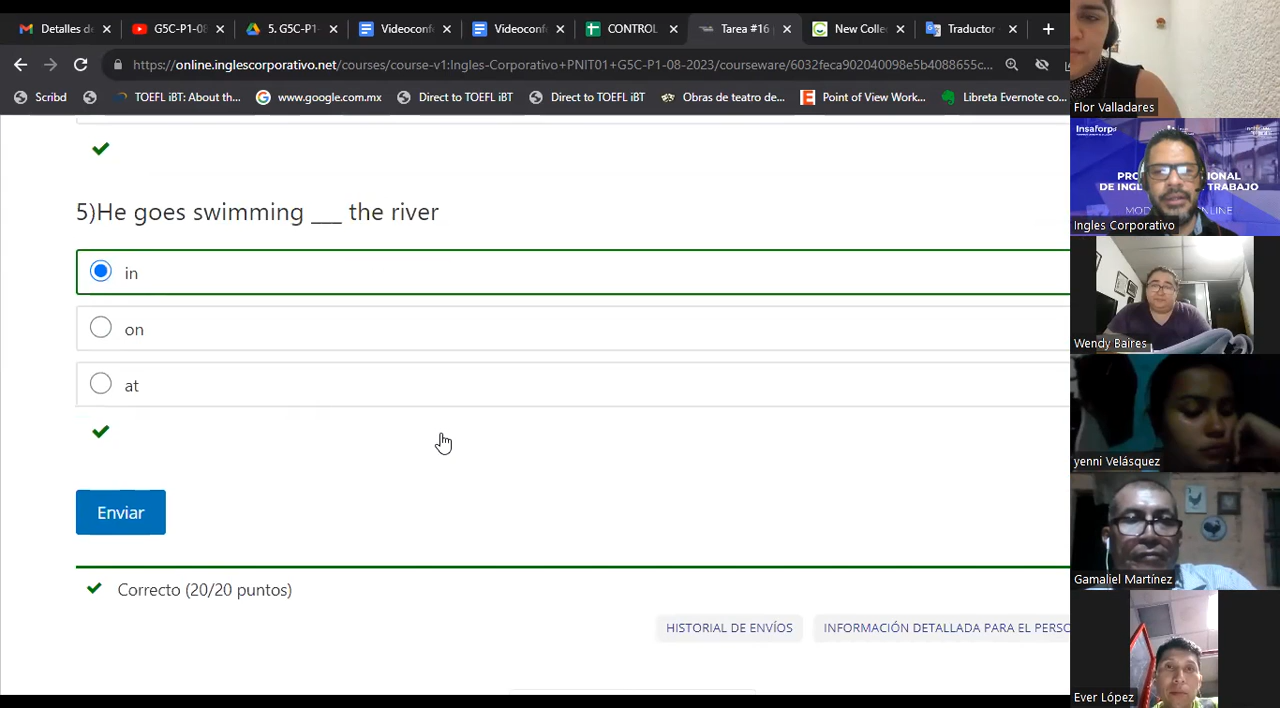 Detalles de
G5C-P1-08
5. G5C-P1-
Videoconf
Videoconf
CONTROL
Tarea #16
New Colle
Traductor
https://online.inglescorporativo.net/courses/course-v1:Ingles-Corporativo+PNIT01+G5C-P1-08-2023/courseware/6032feca902040098e5b4088655c...
Scribd
TOEFL iBT: About th...
www.google.com.mx
Direct to TOEFL iBT
Direct to TOEFL iBT
Obras de teatro de...
Point of View Work...
Libreta Evernote co...
5)He goes swimming ___ the river
in
on
at
Enviar
Correcto (20/20 puntos)
HISTORIAL DE ENVÍOS
INFORMACIÓN DETALLADA PARA EL PERSO
Flor Valladares
Insaforp
PRO IONAL
DE INGL TRABAJO
MOD NLINE
Ingles Corporativo
Wendy Baires
yenni Velásquez
Gamaliel Martínez
Ever López